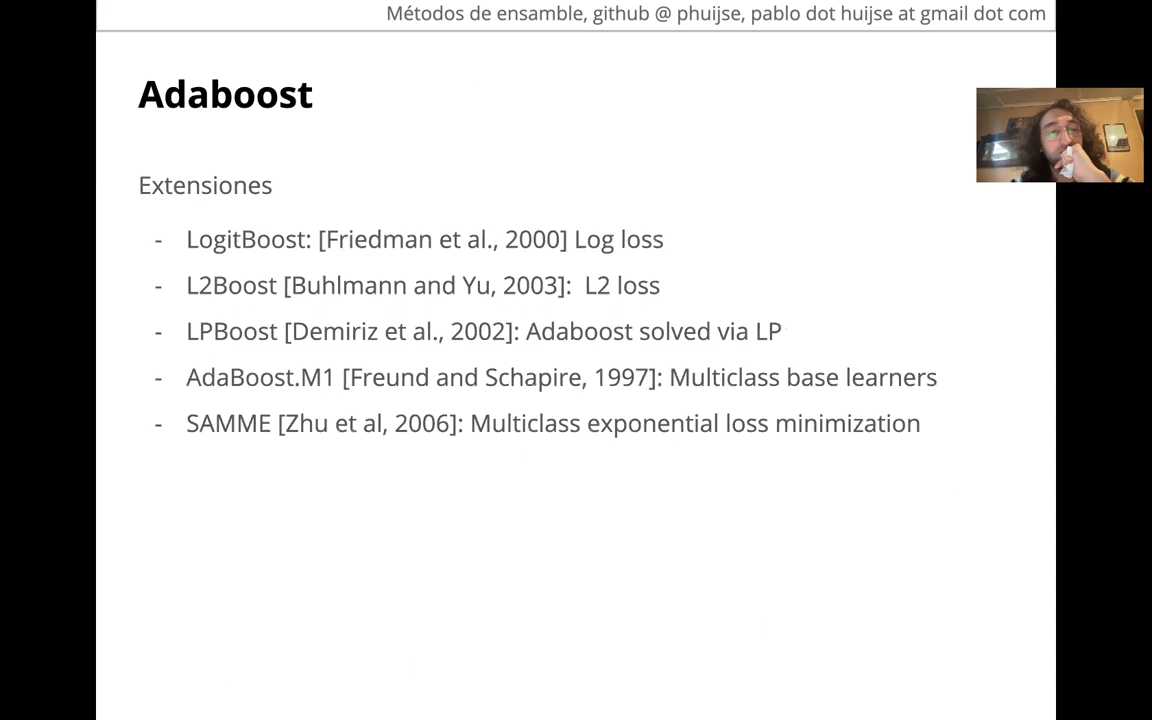 Métodos de ensamble, github @ phuijse, pablo dot huijse at gmail dot com
Adaboost
Extensiones
- LogitBoost: [Friedman et al., 2000] Log loss
- L2Boost [Buhlmann and Yu, 2003]:  L2 loss
- LPBoost [Demiriz et al., 2002]: Adaboost solved via LP
- AdaBoost.M1 [Freund and Schapire, 1997]: Multiclass base learners
- SAMME [Zhu et al, 2006]: Multiclass exponential loss minimization